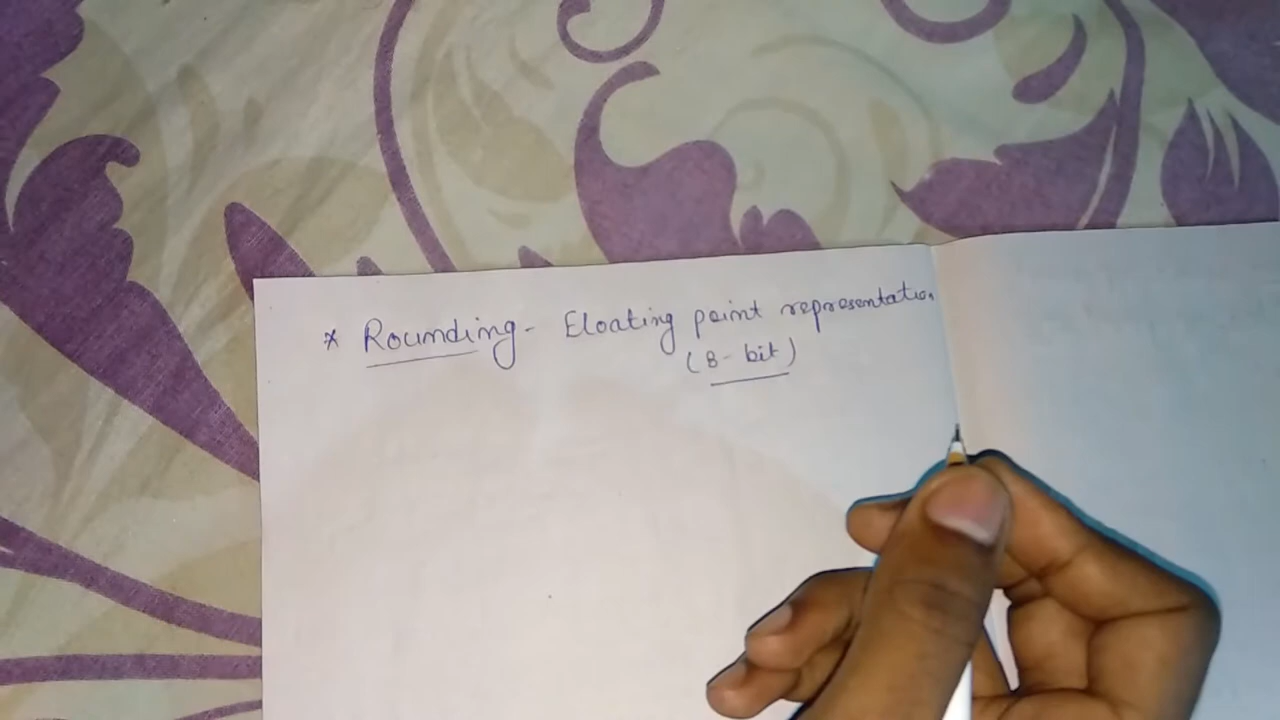 * Rounding - Floating point representation
(8-bit)